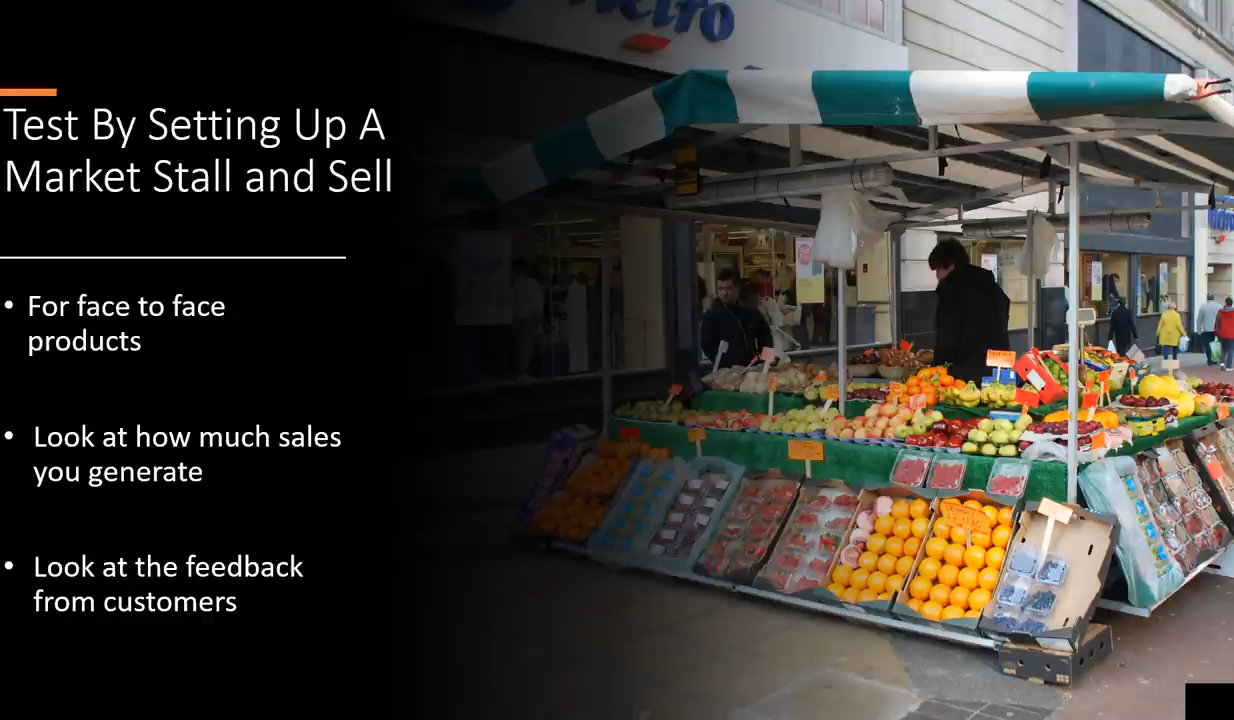 Test By Setting Up A
Market Stall and Sell
• For face to face
products
• Look at how much sales
you generate
• Look at the feedback
from customers